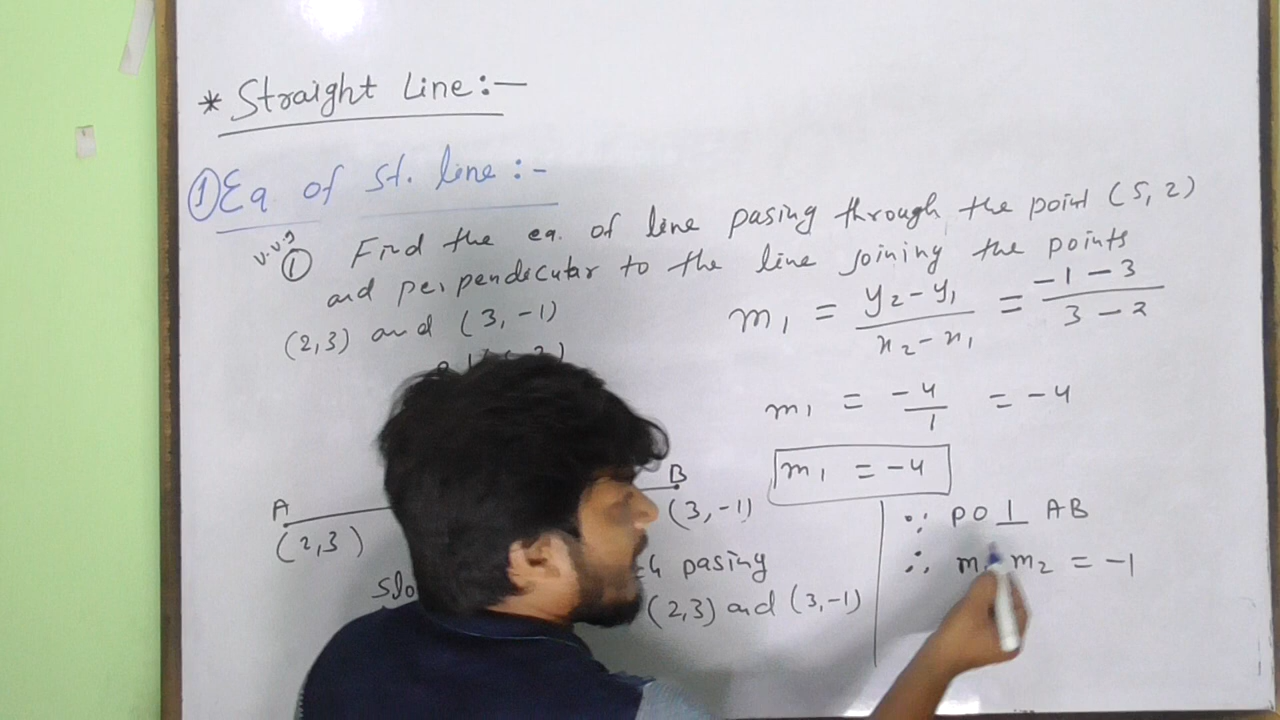 * Straight Line:-
① Eq of st. line :-
v.v.g
① Find the eq. of line pasing through the point (5, 2)
and perpendicular to the line joining the points
(2,3) and (3, -1)
m₁ = y₂ - y₁ / x₂ - x₁ = -1 - 3 / 3 - 2
m₁ = -4 / 1 = -4
m₁ = -4
A
B
(2,3)
(3, -1)
pasing
(2,3) and (3, -1)
∵ PO ⊥ AB
∴ m₁ m₂ = -1